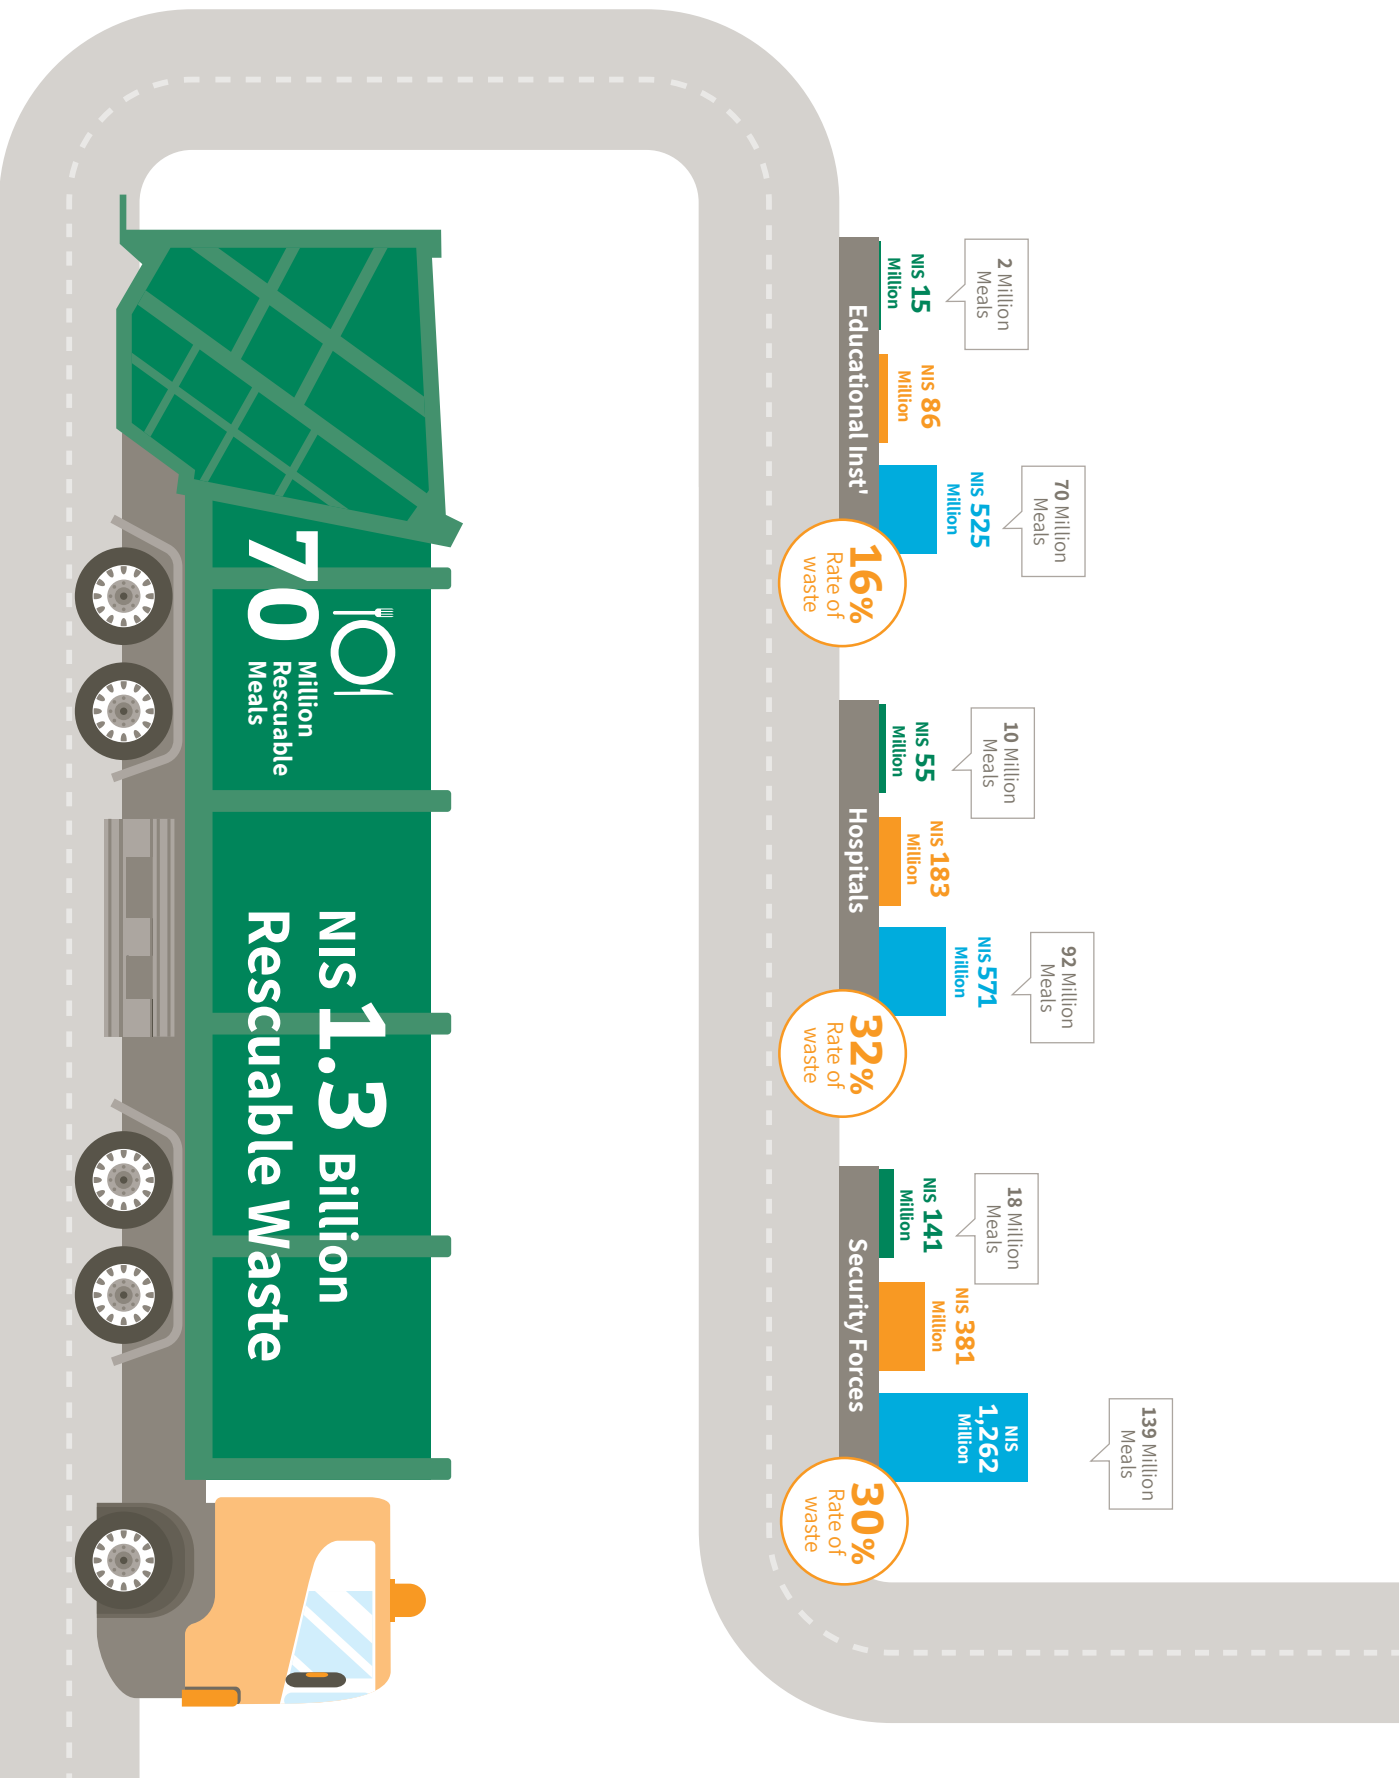 2 Million
Meals
NIS 15
Million
NIS 86
Million
70 Million
Meals
NIS 525
Million
Educational Inst'
16%
Rate of
waste
10 Million
Meals
NIS 55
Million
NIS 183
Million
92 Million
Meals
NIS 571
Million
Hospitals
32%
Rate of
waste
18 Million
Meals
NIS 141
Million
NIS 381
Million
139 Million
Meals
NIS
1,262
Million
Security Forces
30%
Rate of
waste
70
Million
Rescuable
Meals
NIS 1.3 Billion
Rescuable Waste